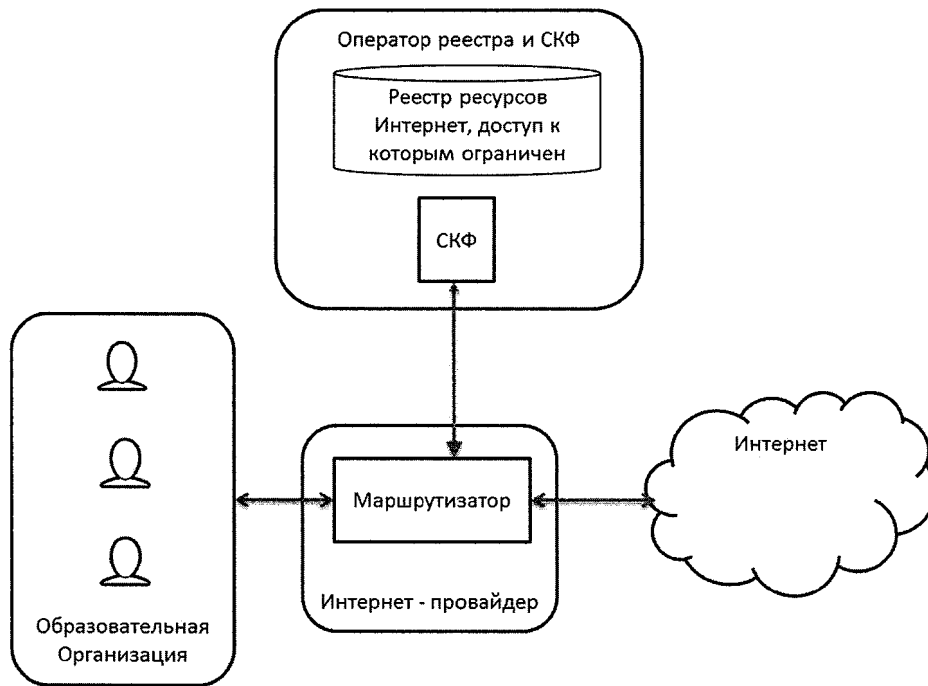 Оператор реестра и СКФ
Реестр ресурсов
Интернет, доступ к
которым ограничен
СКФ
Интернет
Маршрутизатор
Интернет - провайдер
Образовательная
Организация